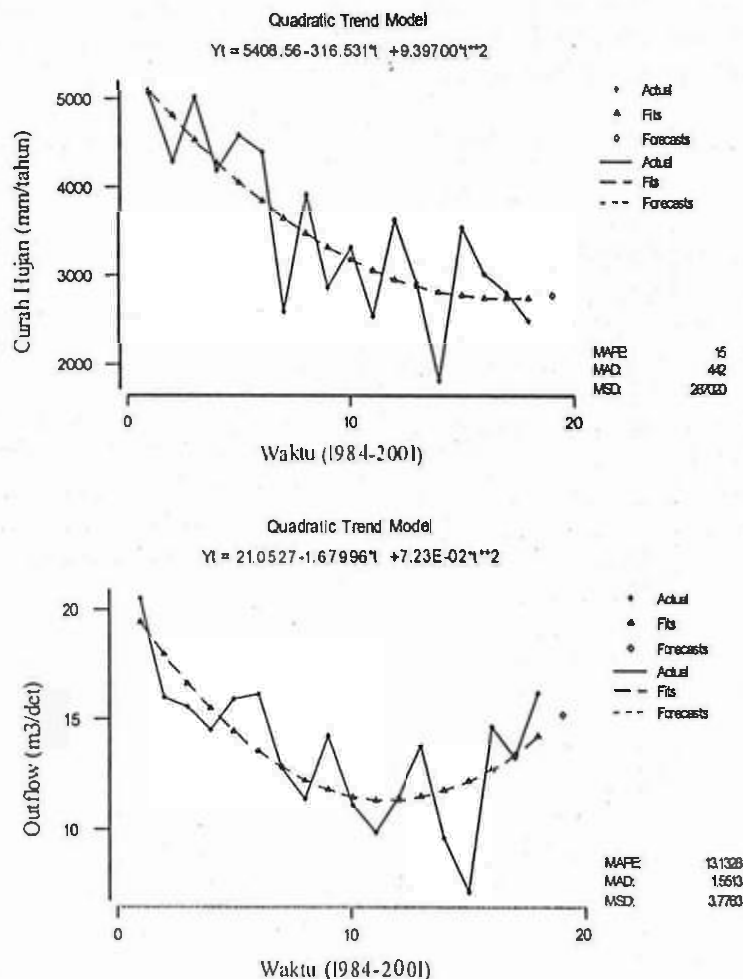 Quadratic Trend Model
Yt = 5408.56-316.531*t +9.39700*t**2
5000
4000
3000
2000
Curah Hujan (mm/tahun)
0
10
20
Waktu (1984-2001)
Actual
Fits
Forecasts
Actual
Fits
Forecasts
MAPE: 15
MAD: 442
MSD: 287020
Quadratic Trend Model
Yt = 21.0527-1.67996*t +7.23E-02*t**2
20
15
10
Outflow (m3/det)
0
10
20
Waktu (1984-2001)
Actual
Fits
Forecasts
Actual
Fits
Forecasts
MAPE: 13.1328
MAD: 1.5513
MSD: 3.7763